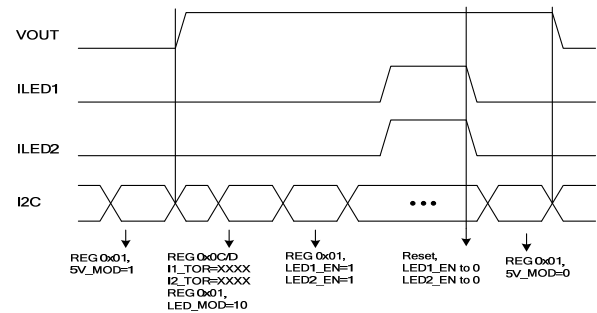 VOUT
ILED1
ILED2
I2C
•••
REG 0x01,
5V_MOD=1
REG 0x0C/D
I1_TOR=XXXX
I2_TOR=XXXX
REG 0x01,
LED_MOD=10
REG 0x01,
LED1_EN=1
LED2_EN=1
Reset,
LED1_EN to 0
LED2_EN to 0
REG 0x01,
5V_MOD=0